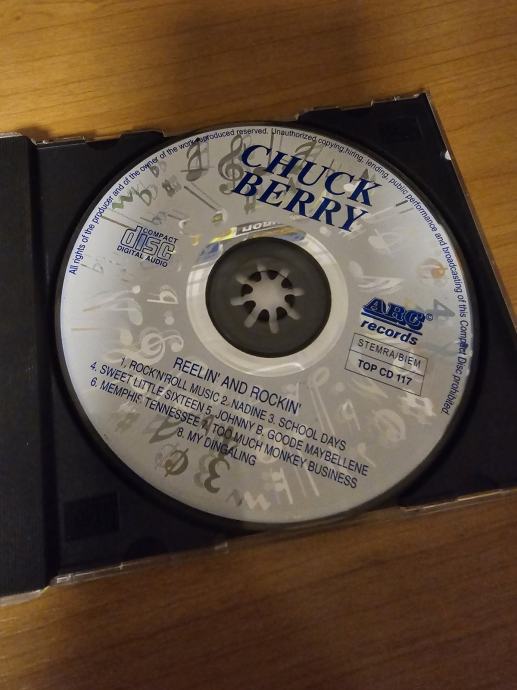 All rights of the producer and of the owner of the work reproduced reserved. Unauthorized copying, hiring, lending, public performance and broadcasting of this Compact Disc prohibited
CHUCK
BERRY
COMPACT
disc
DIGITAL AUDIO
ARC©
records
STEMRA/BIEM
TOP CD 117
REELIN' AND ROCKIN'
1. ROCK'N'ROLL MUSIC 2. NADINE 3. SCHOOL DAYS
4. SWEET LITTLE SIXTEEN 5. JOHNNY B. GOODE MAYBELLENE
6. MEMPHIS TENNESSEE TOO MUCH MONKEY BUSINESS
8. MY DINGALING